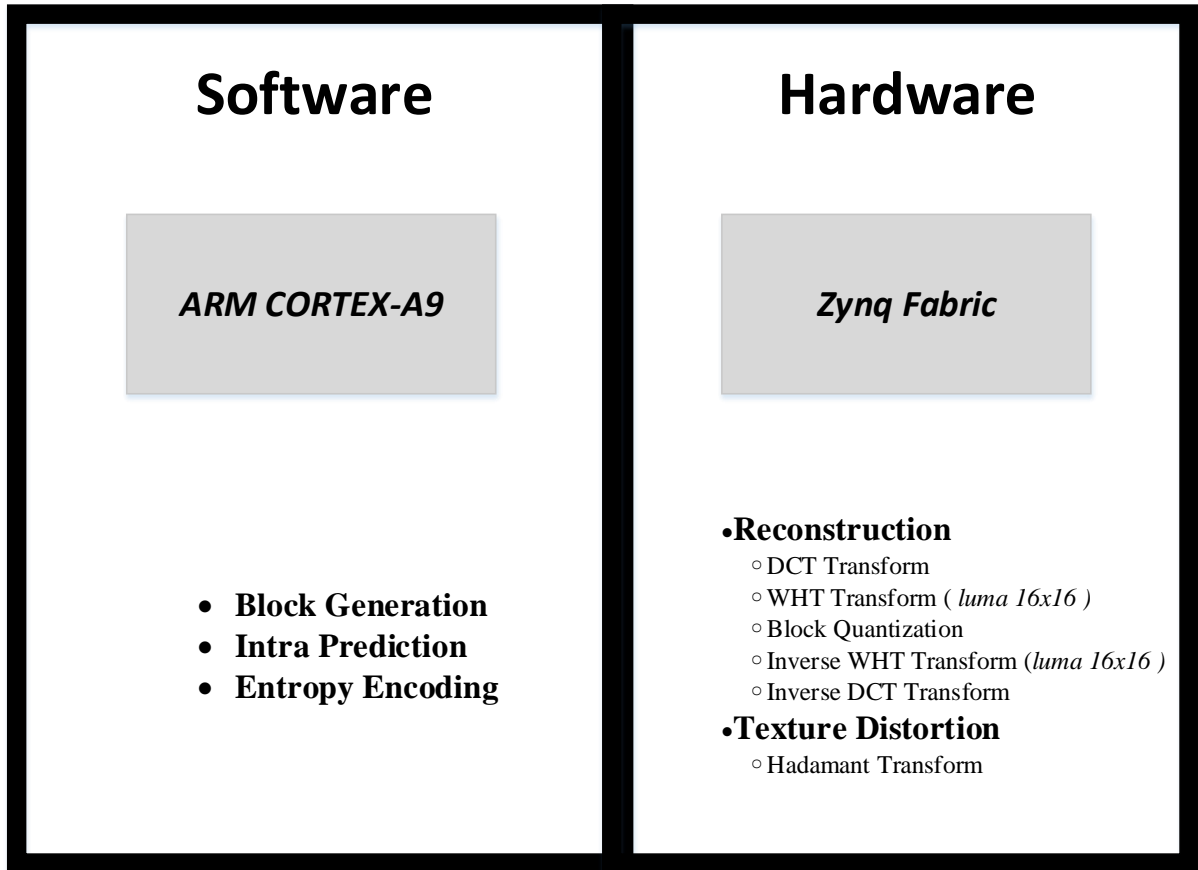 Software
ARM CORTEX-A9
• Block Generation
• Intra Prediction
• Entropy Encoding
Hardware
Zynq Fabric
•Reconstruction
○ DCT Transform
○ WHT Transform ( luma 16x16 )
○ Block Quantization
○ Inverse WHT Transform (luma 16x16 )
○ Inverse DCT Transform
•Texture Distortion
○ Hadamant Transform